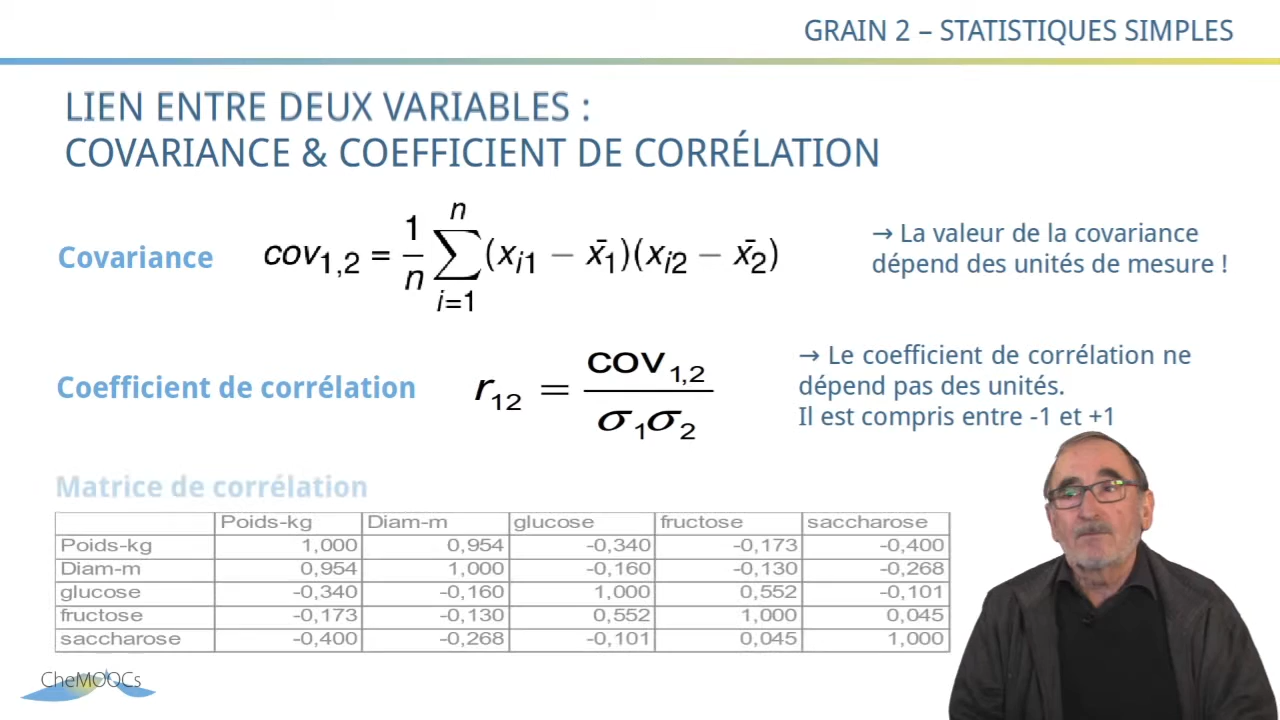 GRAIN 2 – STATISTIQUES SIMPLES
LIEN ENTRE DEUX VARIABLES :
COVARIANCE & COEFFICIENT DE CORRÉLATION
Covariance
cov₁,₂ = 1/n ∑ᵢ₌₁ⁿ (xᵢ₁ − x̄₁)(xᵢ₂ − x̄₂)
→ La valeur de la covariance
dépend des unités de mesure !
Coefficient de corrélation
r₁₂ = cov₁,₂ / σ₁σ₂
→ Le coefficient de corrélation ne
dépend pas des unités.
Il est compris entre -1 et +1
Matrice de corrélation
Poids-kg Diam-m glucose fructose saccharose
Poids-kg 1,000 0,954 -0,340 -0,173 -0,400
Diam-m 0,954 1,000 -0,160 -0,130 -0,268
glucose -0,340 -0,160 1,000 0,552 -0,101
fructose -0,173 -0,130 0,552 1,000 0,045
saccharose -0,400 -0,268 -0,101 0,045 1,000
CheMOOCs